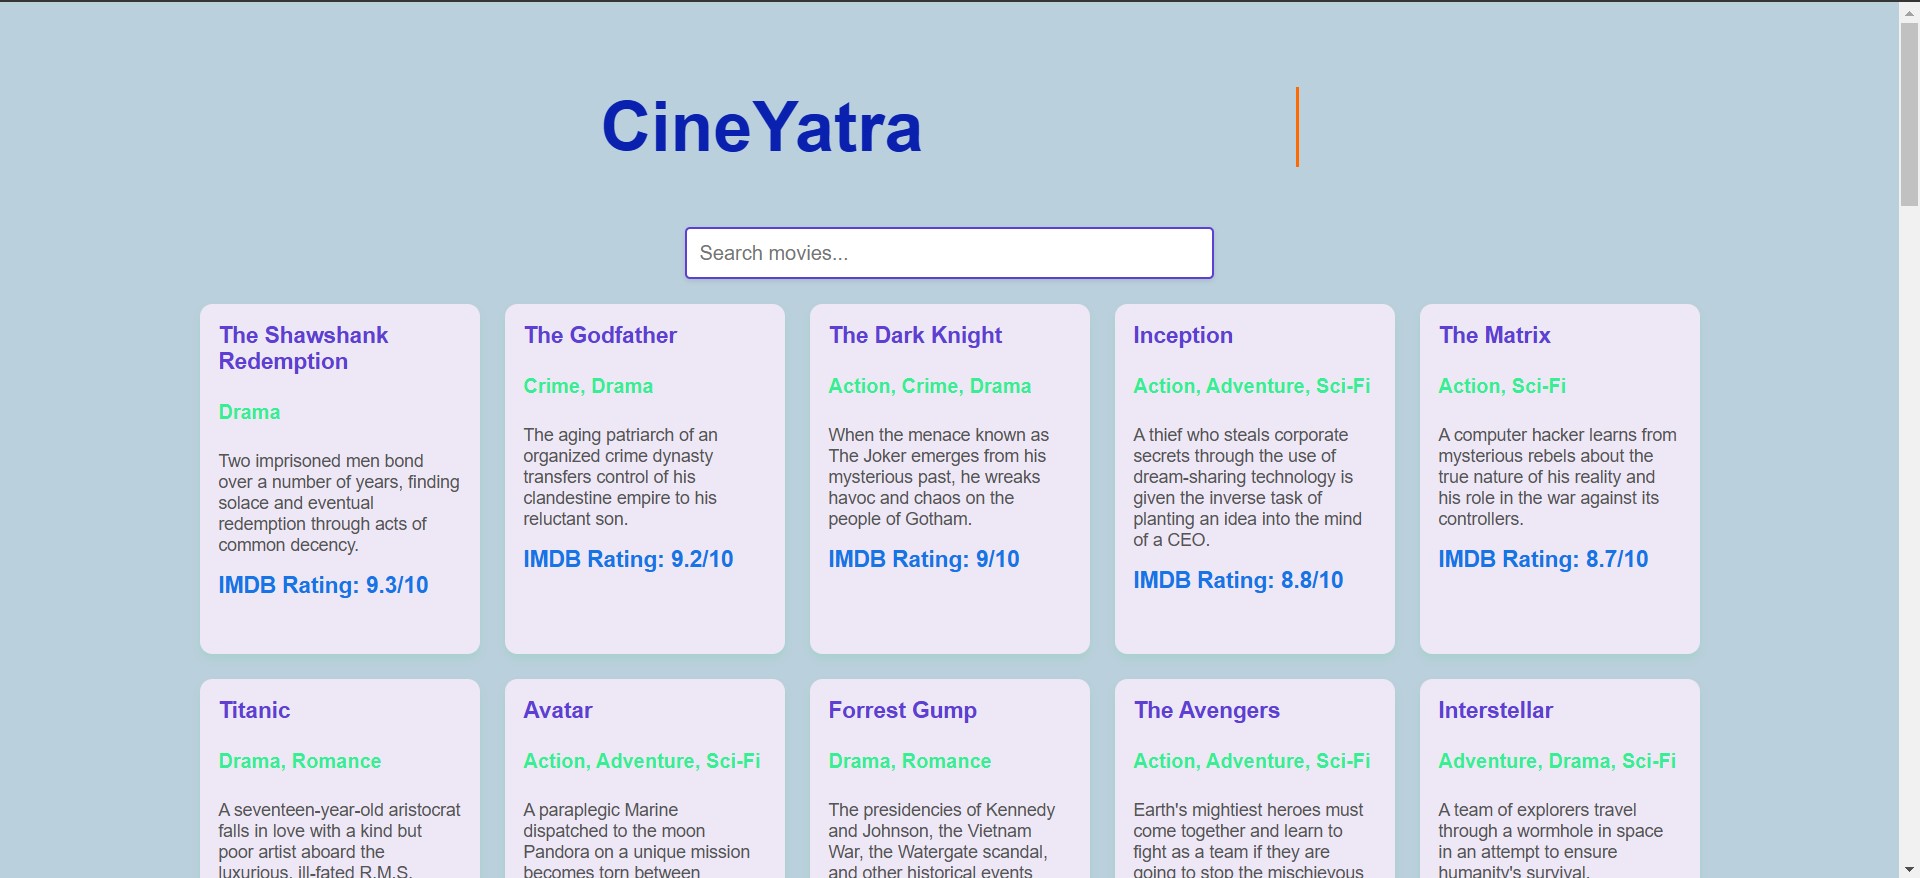 CineYatra
Search movies...
The Shawshank
Redemption
Drama
Two imprisoned men bond
over a number of years, finding
solace and eventual
redemption through acts of
common decency.
IMDB Rating: 9.3/10
The Godfather
Crime, Drama
The aging patriarch of an
organized crime dynasty
transfers control of his
clandestine empire to his
reluctant son.
IMDB Rating: 9.2/10
The Dark Knight
Action, Crime, Drama
When the menace known as
The Joker emerges from his
mysterious past, he wreaks
havoc and chaos on the
people of Gotham.
IMDB Rating: 9/10
Inception
Action, Adventure, Sci-Fi
A thief who steals corporate
secrets through the use of
dream-sharing technology is
given the inverse task of
planting an idea into the mind
of a CEO.
IMDB Rating: 8.8/10
The Matrix
Action, Sci-Fi
A computer hacker learns from
mysterious rebels about the
true nature of his reality and
his role in the war against its
controllers.
IMDB Rating: 8.7/10
Titanic
Drama, Romance
A seventeen-year-old aristocrat
falls in love with a kind but
poor artist aboard the
luxurious, ill-fated R.M.S.
Avatar
Action, Adventure, Sci-Fi
A paraplegic Marine
dispatched to the moon
Pandora on a unique mission
becomes torn between
Forrest Gump
Drama, Romance
The presidencies of Kennedy
and Johnson, the Vietnam
War, the Watergate scandal,
and other historical events
The Avengers
Action, Adventure, Sci-Fi
Earth's mightiest heroes must
come together and learn to
fight as a team if they are
going to stop the mischievous
Interstellar
Adventure, Drama, Sci-Fi
A team of explorers travel
through a wormhole in space
in an attempt to ensure
humanity's survival.